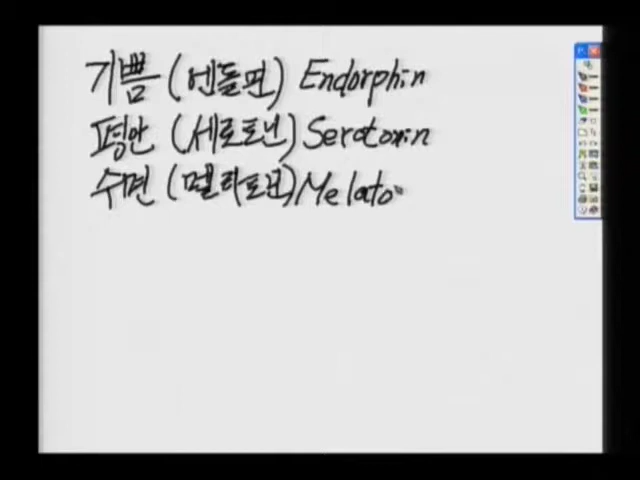 기쁨 (엔돌핀) Endorphin
평안 (세로토닌) Serotonin
수면 (멜라토닌) Melato